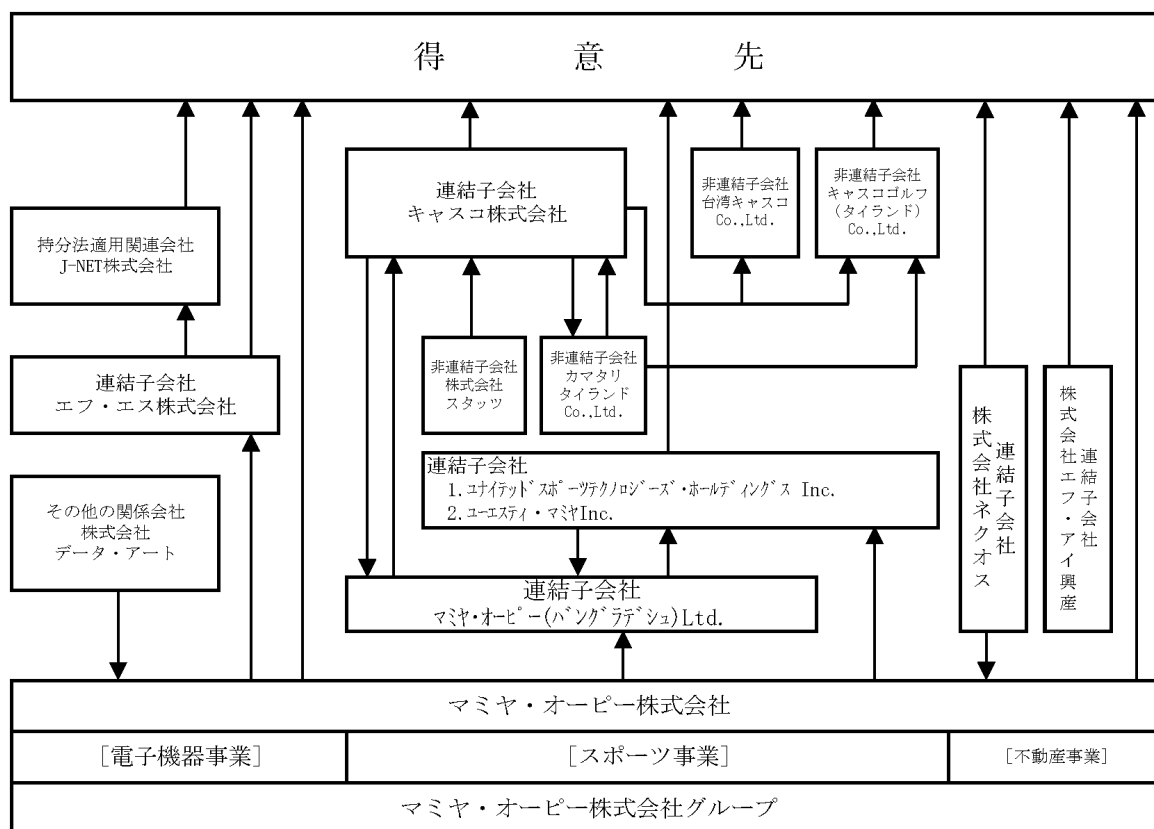 得意先
連結子会社
キャスコ株式会社
非連結子会社
台湾キャスコ
Co.,Ltd.
非連結子会社
キャスコゴルフ
(タイランド)
Co.,Ltd.
持分法適用関連会社
J-NET株式会社
連結子会社
エフ・エス株式会社
非連結子会社
株式会社
スタッツ
非連結子会社
カマタリ
タイランド
Co.,Ltd.
連結子会社
株式会社ネクオス
連結子会社
株式会社エフ・アイ興産
連結子会社
1.ユナイテッドスポーツテクノロジーズ・ホールディングス Inc.
2.ユーエスティ・マミヤInc.
その他の関係会社
株式会社
データ・アート
連結子会社
マミヤ・オーピー(バングラデシュ)Ltd.
マミヤ・オーピー株式会社
[電子機器事業]
[スポーツ事業]
[不動産事業]
マミヤ・オーピー株式会社グループ